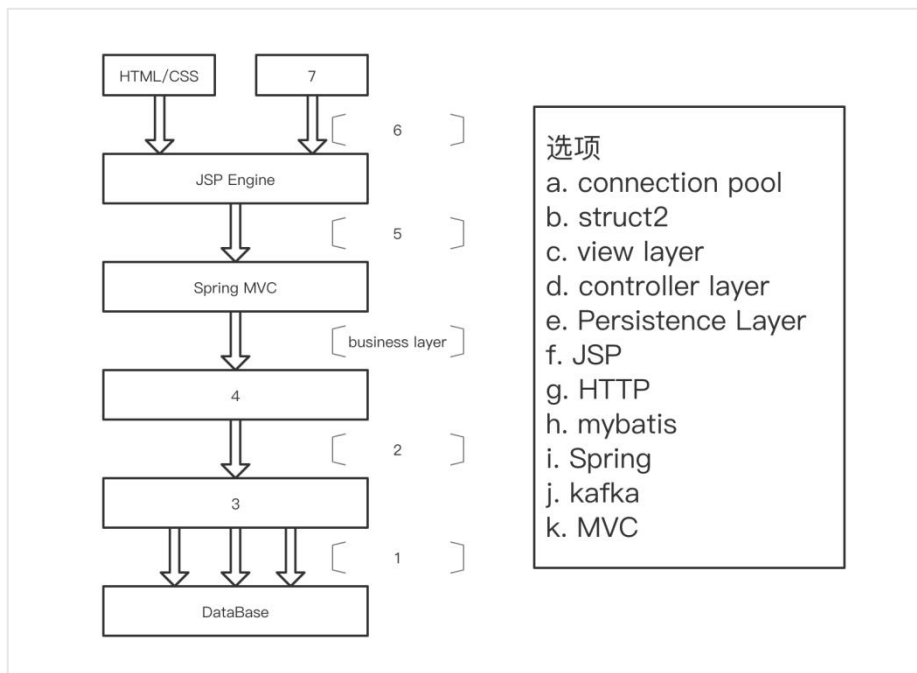 HTML/CSS
7
6
JSP Engine
5
Spring MVC
business layer
4
2
3
1
DataBase
选项
a. connection pool
b. struct2
c. view layer
d. controller layer
e. Persistence Layer
f. JSP
g. HTTP
h. mybatis
i. Spring
j. kafka
k. MVC